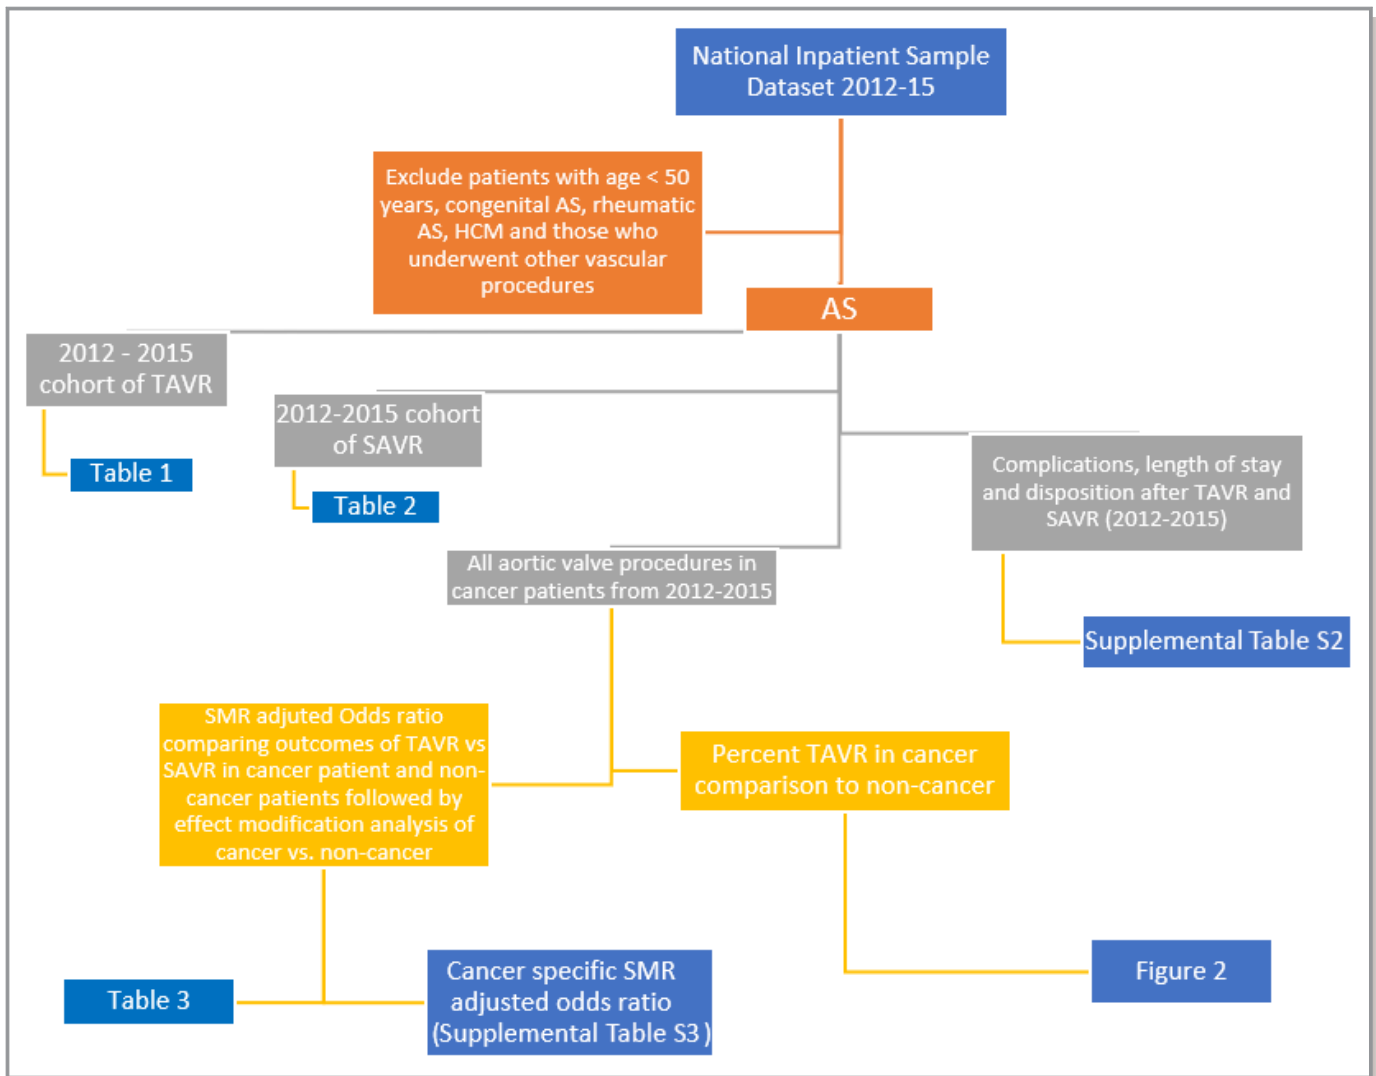 National Inpatient Sample
Dataset 2012-15
Exclude patients with age < 50
years, congenital AS, rheumatic
AS, HCM and those who
underwent other vascular
procedures
AS
2012 - 2015
cohort of TAVR
Table 1
2012-2015 cohort
of SAVR
Table 2
Complications, length of stay
and disposition after TAVR and
SAVR (2012-2015)
Supplemental Table S2
All aortic valve procedures in
cancer patients from 2012-2015
SMR adjuted Odds ratio
comparing outcomes of TAVR vs
SAVR in cancer patient and non-
cancer patients followed by
effect modification analysis of
cancer vs. non-cancer
Percent TAVR in cancer
comparison to non-cancer
Table 3
Cancer specific SMR
adjusted odds ratio
(Supplemental Table S3)
Figure 2